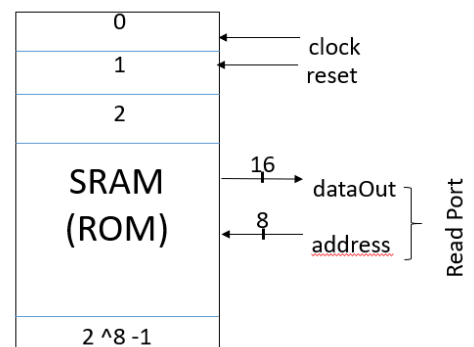 0
clock
1
reset
2
SRAM
(ROM)
16
dataOut
8
address
Read Port
2 ^8 -1